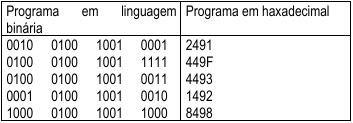 Programa em linguagem binária | Programa em haxadecimal
0010 0100 1001 0001 | 2491
0100 0100 1001 1111 | 449F
0100 0100 1001 0011 | 4493
0001 0100 1001 0010 | 1492
1000 0100 1001 1000 | 8498